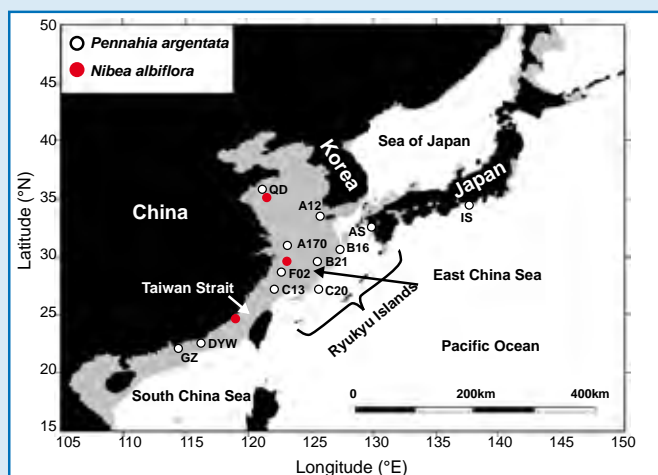 Pennahia argentata
Nibea albiflora
50
45
40
35
30
25
20
15
Latitude (°N)
Sea of Japan
Korea
Japan
China
QD
A12
AS
IS
A170
B16
B21
F02
East China Sea
C13
C20
Taiwan Strait
Ryukyu Islands
DYW
GZ
Pacific Ocean
South China Sea
0 200km 400km
105 110 115 120 125 130 135 140 145 150
Longitude (°E)